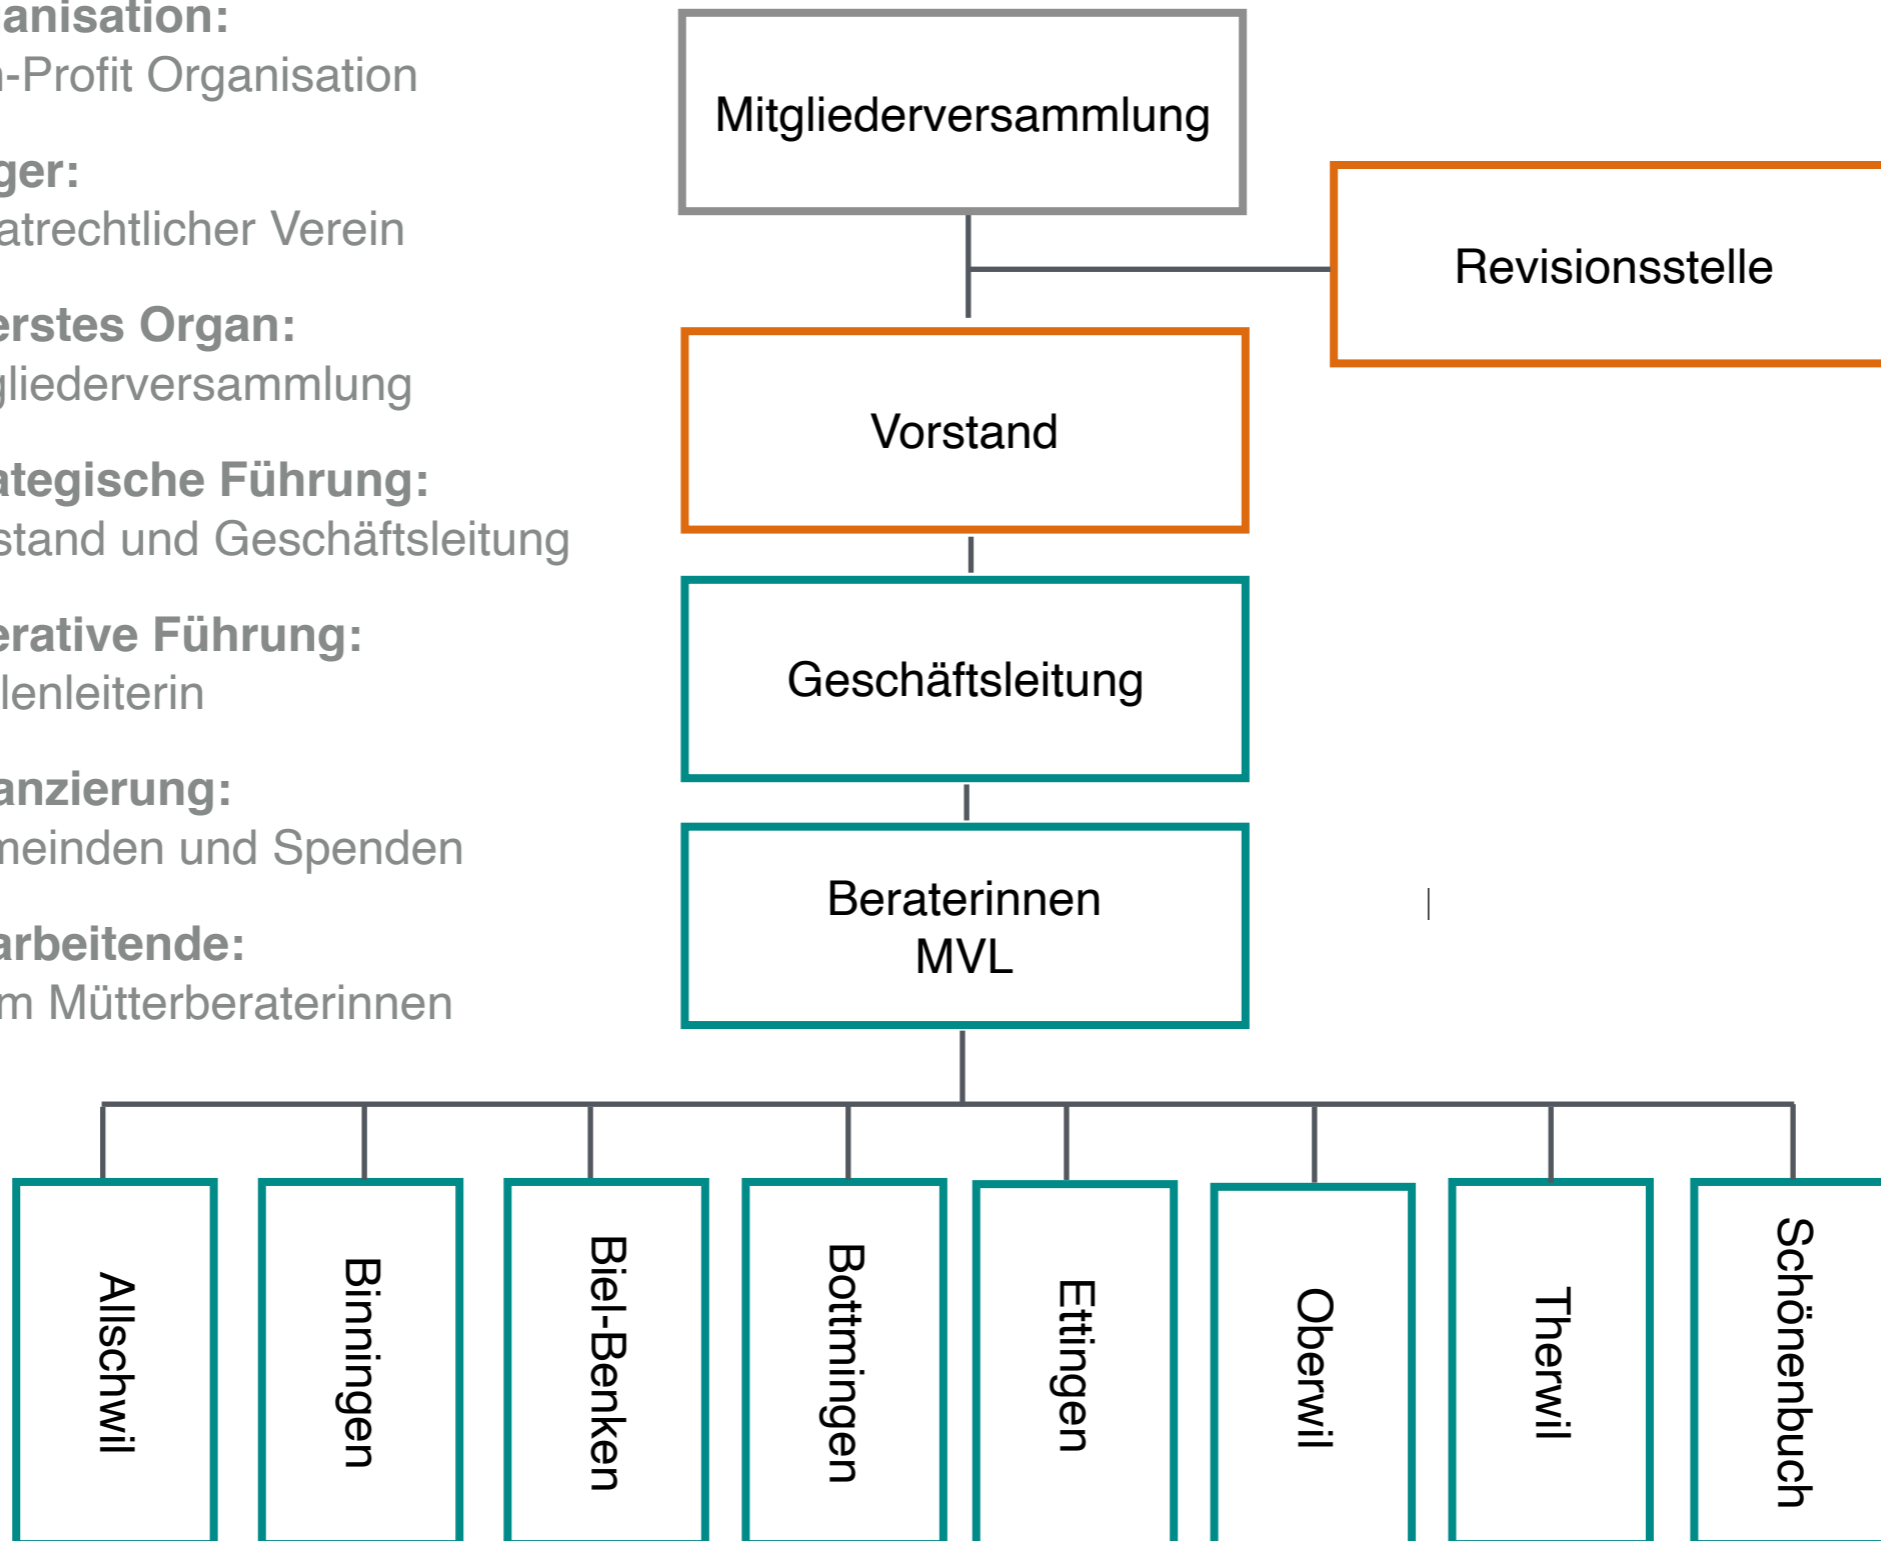 anisation:
-Profit Organisation
ger:
atrechtlicher Verein
erstes Organ:
gliederversammlung
ategische Führung:
stand und Geschäftsleitung
erative Führung:
llenleiterin
anzierung:
meinden und Spenden
arbeitende:
m Mütterberaterinnen
Mitgliederversammlung
Revisionsstelle
Vorstand
Geschäftsleitung
Beraterinnen
MVL
Allschwil
Binningen
Biel-Benken
Bottmingen
Ettingen
Oberwil
Therwil
Schönenbuch